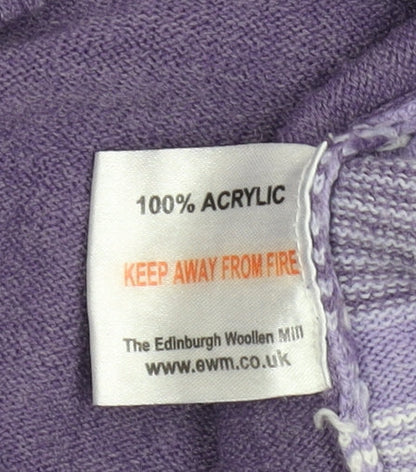 100% ACRYLIC
KEEP AWAY FROM FIRE
The Edinburgh Woollen Mill
www.ewm.co.uk